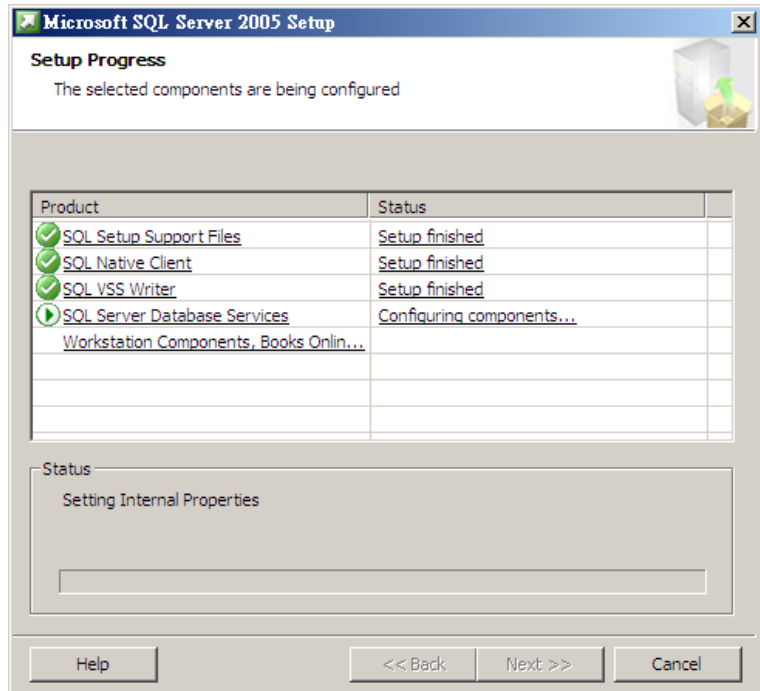 Microsoft SQL Server 2005 Setup
Setup Progress
The selected components are being configured
Product Status
SQL Setup Support Files Setup finished
SQL Native Client Setup finished
SQL VSS Writer Setup finished
SQL Server Database Services Configuring components...
Workstation Components, Books Onlin...
Status
Setting Internal Properties
Help << Back Next >> Cancel